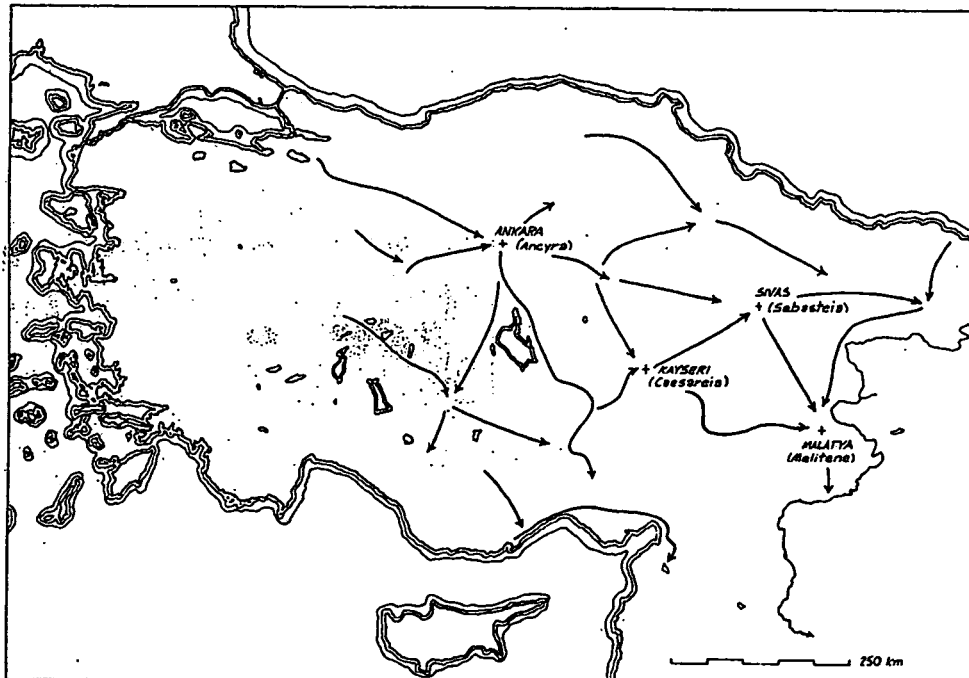 ANKARA
(Ancyra)
SIVAS
(Sebasteia)
KAYSERI
(Caesareia)
MALATYA
(Melitene)
250 km